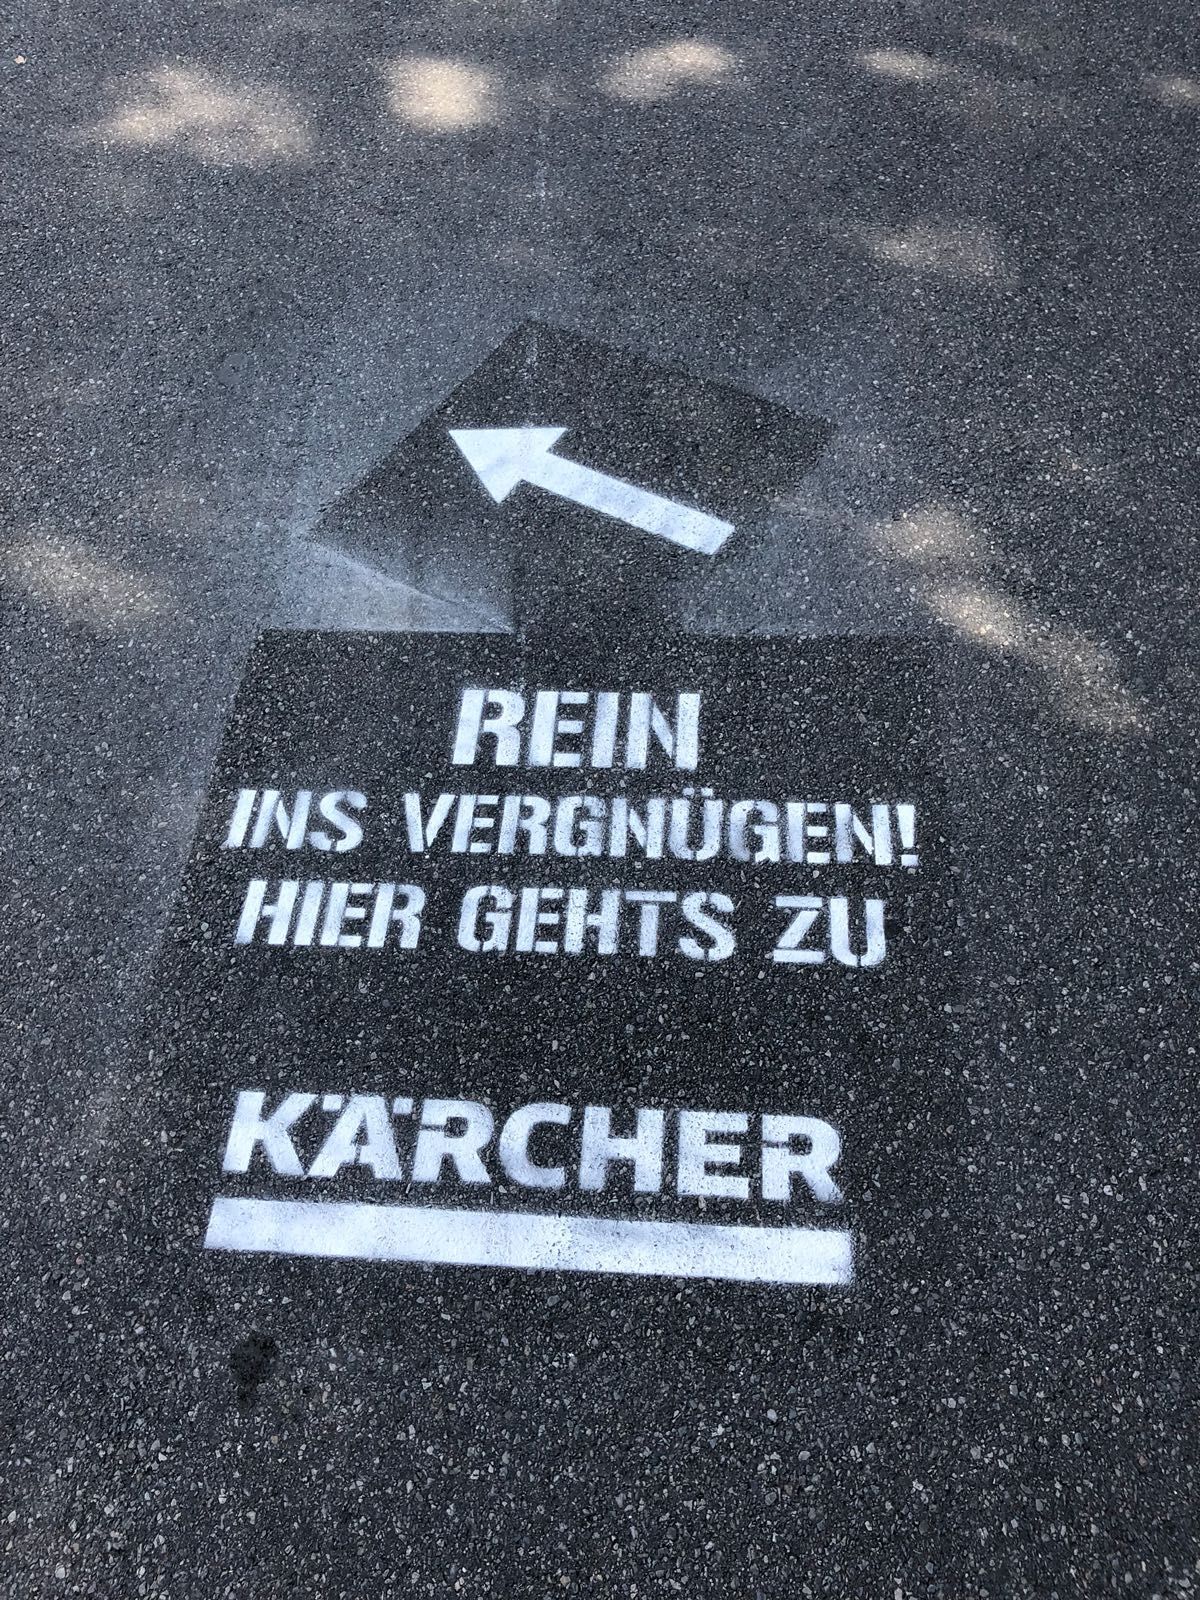 REIN
INS VERGNÜGEN!
HIER GEHTS ZU
KÄRCHER